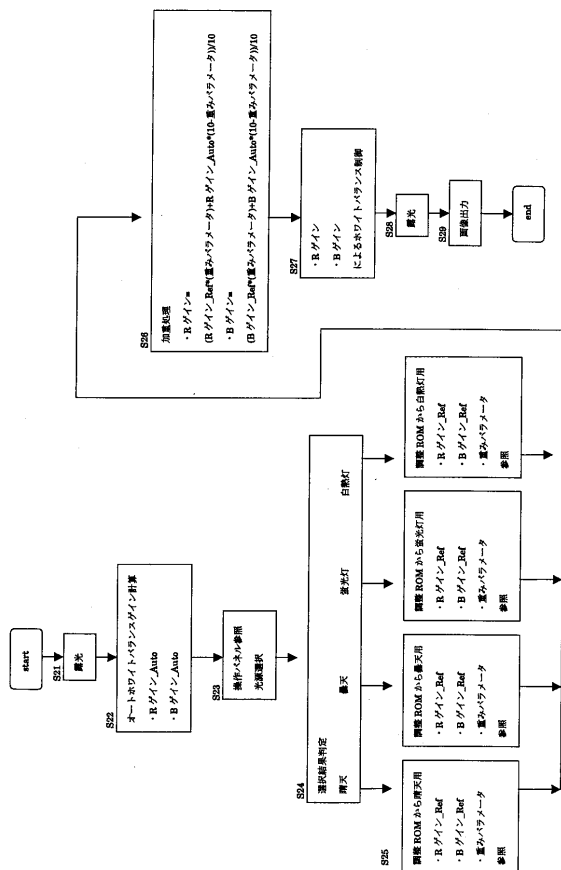 start
S21
露光
S22
オートホワイトバランスゲイン計算
・R ゲイン_Auto
・B ゲイン_Auto
S23
操作パネル参照
光源選択
S24
選択結果判定
晴天 曇天 蛍光灯 白熱灯
S25
調整 ROM から晴天用
・R ゲイン_Ref
・B ゲイン_Ref
・重みパラメータ
参照
調整 ROM から曇天用
・R ゲイン_Ref
・B ゲイン_Ref
・重みパラメータ
参照
調整 ROM から蛍光灯用
・R ゲイン_Ref
・B ゲイン_Ref
・重みパラメータ
参照
調整 ROM から白熱灯用
・R ゲイン_Ref
・B ゲイン_Ref
・重みパラメータ
参照
S26
加重処理
・R ゲイン=
(R ゲイン_Ref*(重みパラメータ)+R ゲイン_Auto*(10-重みパラメータ))/10
・B ゲイン=
(B ゲイン_Ref*(重みパラメータ)+B ゲイン_Auto*(10-重みパラメータ))/10
S27
・R ゲイン
・B ゲイン
によるホワイトバランス制御
S28
露光
S29
画像出力
end